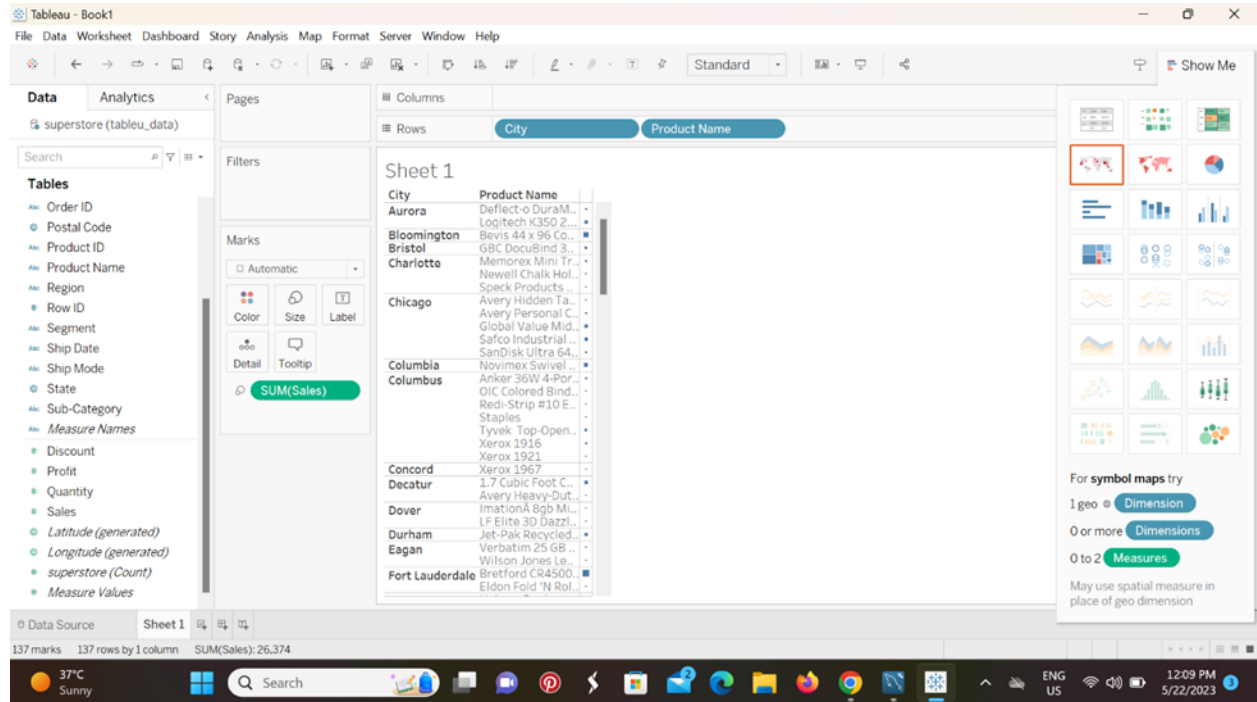 Tableau - Book1
File Data Worksheet Dashboard Story Analysis Map Format Server Window Help
Standard
Show Me
Data Analytics
superstore (tableu_data)
Search
Tables
Abc Order ID
Postal Code
Abc Product ID
Abc Product Name
Abc Region
Row ID
Abc Segment
Abc Ship Date
Abc Ship Mode
State
Abc Sub-Category
Abc Measure Names
Discount
Profit
Quantity
Sales
Latitude (generated)
Longitude (generated)
superstore (Count)
Measure Values
Pages
Filters
Marks
Automatic
Color Size Label
Detail Tooltip
SUM(Sales)
Columns
Rows City Product Name
Sheet 1
City Product Name
Aurora Deflect-o DuraM..
Logitech K350 2...
Bloomington Bevis 44 x 96 Co..
Bristol GBC DocuBind 3..
Charlotte Memorex Mini Tr..
Newell Chalk Hol..
Speck Products ..
Chicago Avery Hidden Ta..
Avery Personal C..
Global Value Mid..
Safco Industrial ..
SanDisk Ultra 64..
Columbia Novimex Swivel ..
Columbus Anker 36W 4-Por..
OIC Colored Bind..
Redi-Strip #10 E..
Staples
Tyvek Top-Open..
Xerox 1916
Xerox 1921
Concord Xerox 1967
Decatur 1.7 Cubic Foot C..
Avery Heavy-Dut..
Dover ImationÂ 8gb Mi..
LF Elite 3D Dazzl..
Durham Jet-Pak Recycled..
Eagan Verbatim 25 GB ..
Wilson Jones Le..
Fort Lauderdale Bretford CR4500..
Eldon Fold 'N Rol..
For symbol maps try
1 geo Dimension
0 or more Dimensions
0 to 2 Measures
May use spatial measure in
place of geo dimension
Data Source Sheet 1
137 marks 137 rows by 1 column SUM(Sales): 26,374
37°C
Sunny
Search
2
ENG
US
12:09 PM
5/22/2023
3